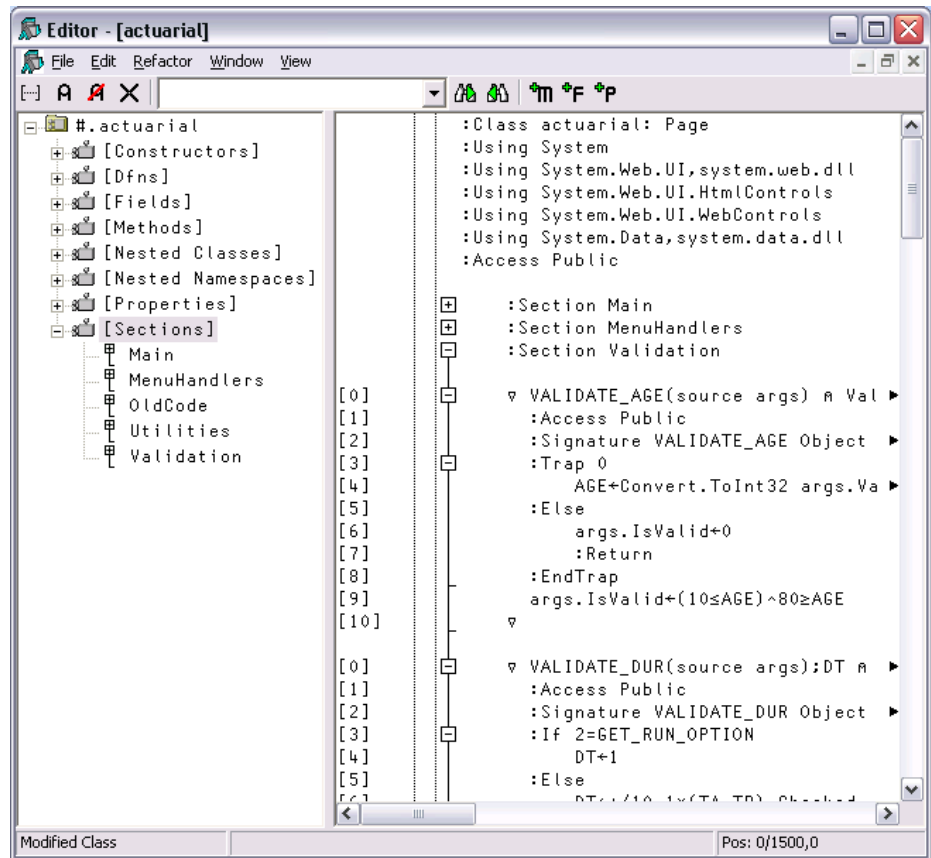 Editor - [actuarial]
File Edit Refactor Window View
#.actuarial
[Constructors]
[Dfns]
[Fields]
[Methods]
[Nested Classes]
[Nested Namespaces]
[Properties]
[Sections]
Main
MenuHandlers
OldCode
Utilities
Validation
:Class actuarial: Page
:Using System
:Using System.Web.UI,system.web.dll
:Using System.Web.UI.HtmlControls
:Using System.Web.UI.WebControls
:Using System.Data,system.data.dll
:Access Public
:Section Main
:Section MenuHandlers
:Section Validation
[0] ∇ VALIDATE_AGE(source args) ⍝ Val
[1] :Access Public
[2] :Signature VALIDATE_AGE Object
[3] :Trap 0
[4] AGE←Convert.ToInt32 args.Va
[5] :Else
[6] args.IsValid←0
[7] :Return
[8] :EndTrap
[9] args.IsValid←(10≤AGE)^80≥AGE
[10] ∇
[0] ∇ VALIDATE_DUR(source args);DT ⍝
[1] :Access Public
[2] :Signature VALIDATE_DUR Object
[3] :If 2=GET_RUN_OPTION
[4] DT←1
[5] :Else
Modified Class
Pos: 0/1500,0